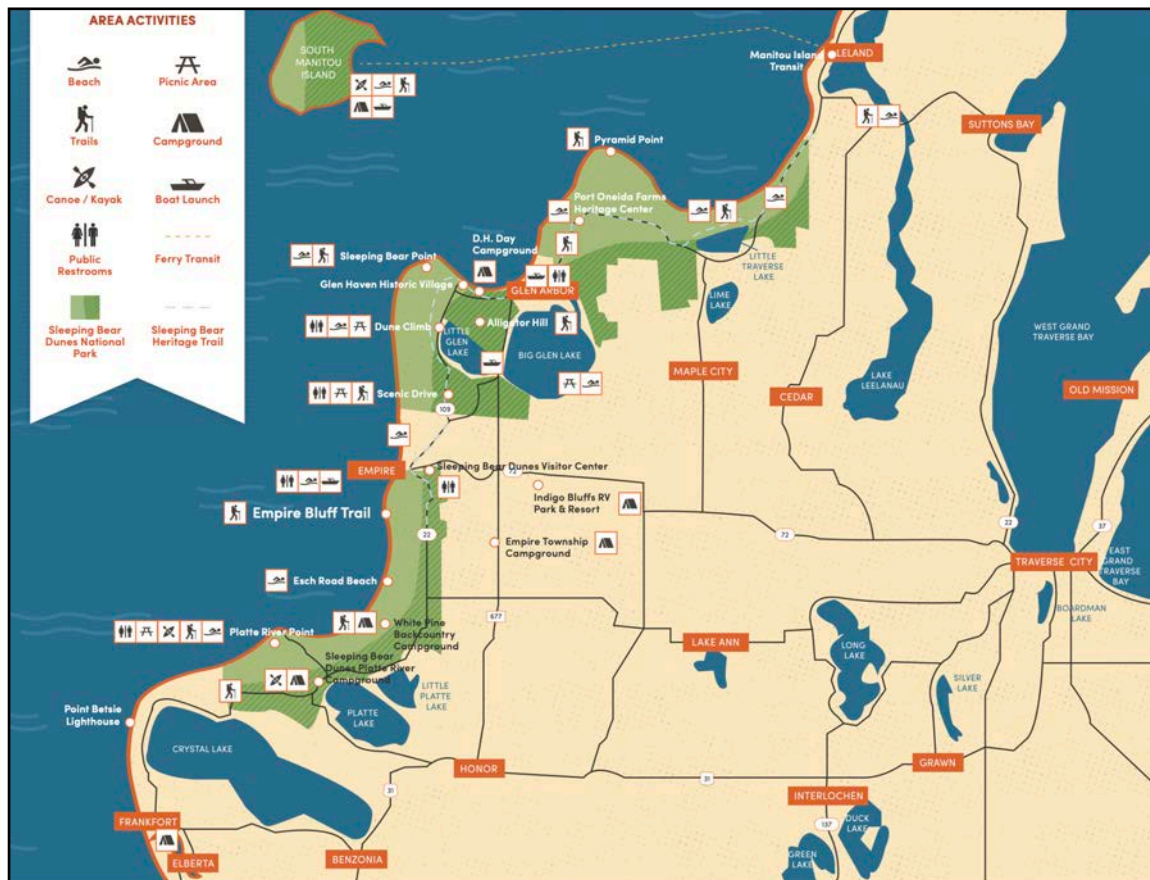 AREA ACTIVITIES
Beach
Picnic Area
Trails
Campground
Canoe / Kayak
Boat Launch
Public
Restrooms
Ferry Transit
Sleeping Bear
Dunes National
Park
Sleeping Bear
Heritage Trail
SOUTH
MANITOU
ISLAND
Manitou Island
Transit
LELAND
SUTTONS BAY
Pyramid Point
Port Oneida Farms
Heritage Center
D.H. Day
Campground
Sleeping Bear Point
Glen Haven Historic Village
GLEN ARBOR
LITTLE
TRAVERSE
LAKE
LIME
LAKE
Dune Climb
LITTLE
GLEN
LAKE
Alligator Hill
BIG GLEN LAKE
WEST GRAND
TRAVERSE BAY
MAPLE CITY
LAKE
LEELANAU
OLD MISSION
CEDAR
Scenic Drive
109
EMPIRE
Sleeping Bear Dunes Visitor Center
72
Indigo Bluffs RV
Park & Resort
Empire Bluff Trail
22
Empire Township
Campground
72
22
37
TRAVERSE CITY
EAST GRAND
TRAVERSE
BAY
Esch Road Beach
BOARDMAN
LAKE
677
White Pine
Backcountry
Campground
Platte River Point
LAKE ANN
LONG
LAKE
Sleeping Bear
Dunes Platte River
Campground
LITTLE
PLATTE
LAKE
SILVER
LAKE
Point Betsie
Lighthouse
PLATTE
LAKE
CRYSTAL LAKE
HONOR
GRAWN
31
31
INTERLOCHEN
FRANKFORT
137
DUCK
LAKE
ELBERTA
BENZONIA
GREEN
LAKE